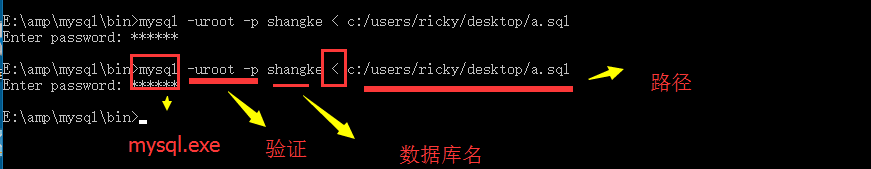 E:\amp\mysql\bin>mysql -uroot -p shangke < c:/users/ricky/desktop/a.sql
Enter password: ******
E:\amp\mysql\bin>mysql -uroot -p shangke < c:/users/ricky/desktop/a.sql
Enter password: ******
路径
E:\amp\mysql\bin>
mysql.exe
验证
数据库名